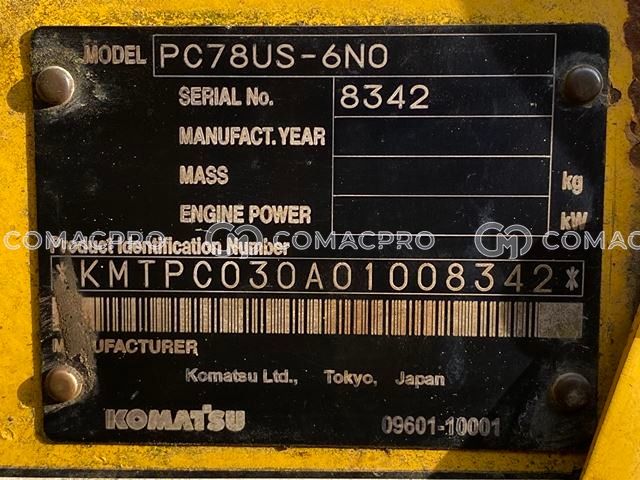 MODEL PC78US-6N0
SERIAL No. 8342
MANUFACT. YEAR
MASS kg
ENGINE POWER kW
COMACPRO COMACPRO COMACPRO
Product Identification Number
*KMTPC030A01008342*
MANUFACTURER
Komatsu Ltd., Tokyo, Japan
KOMATSU 09601-10001